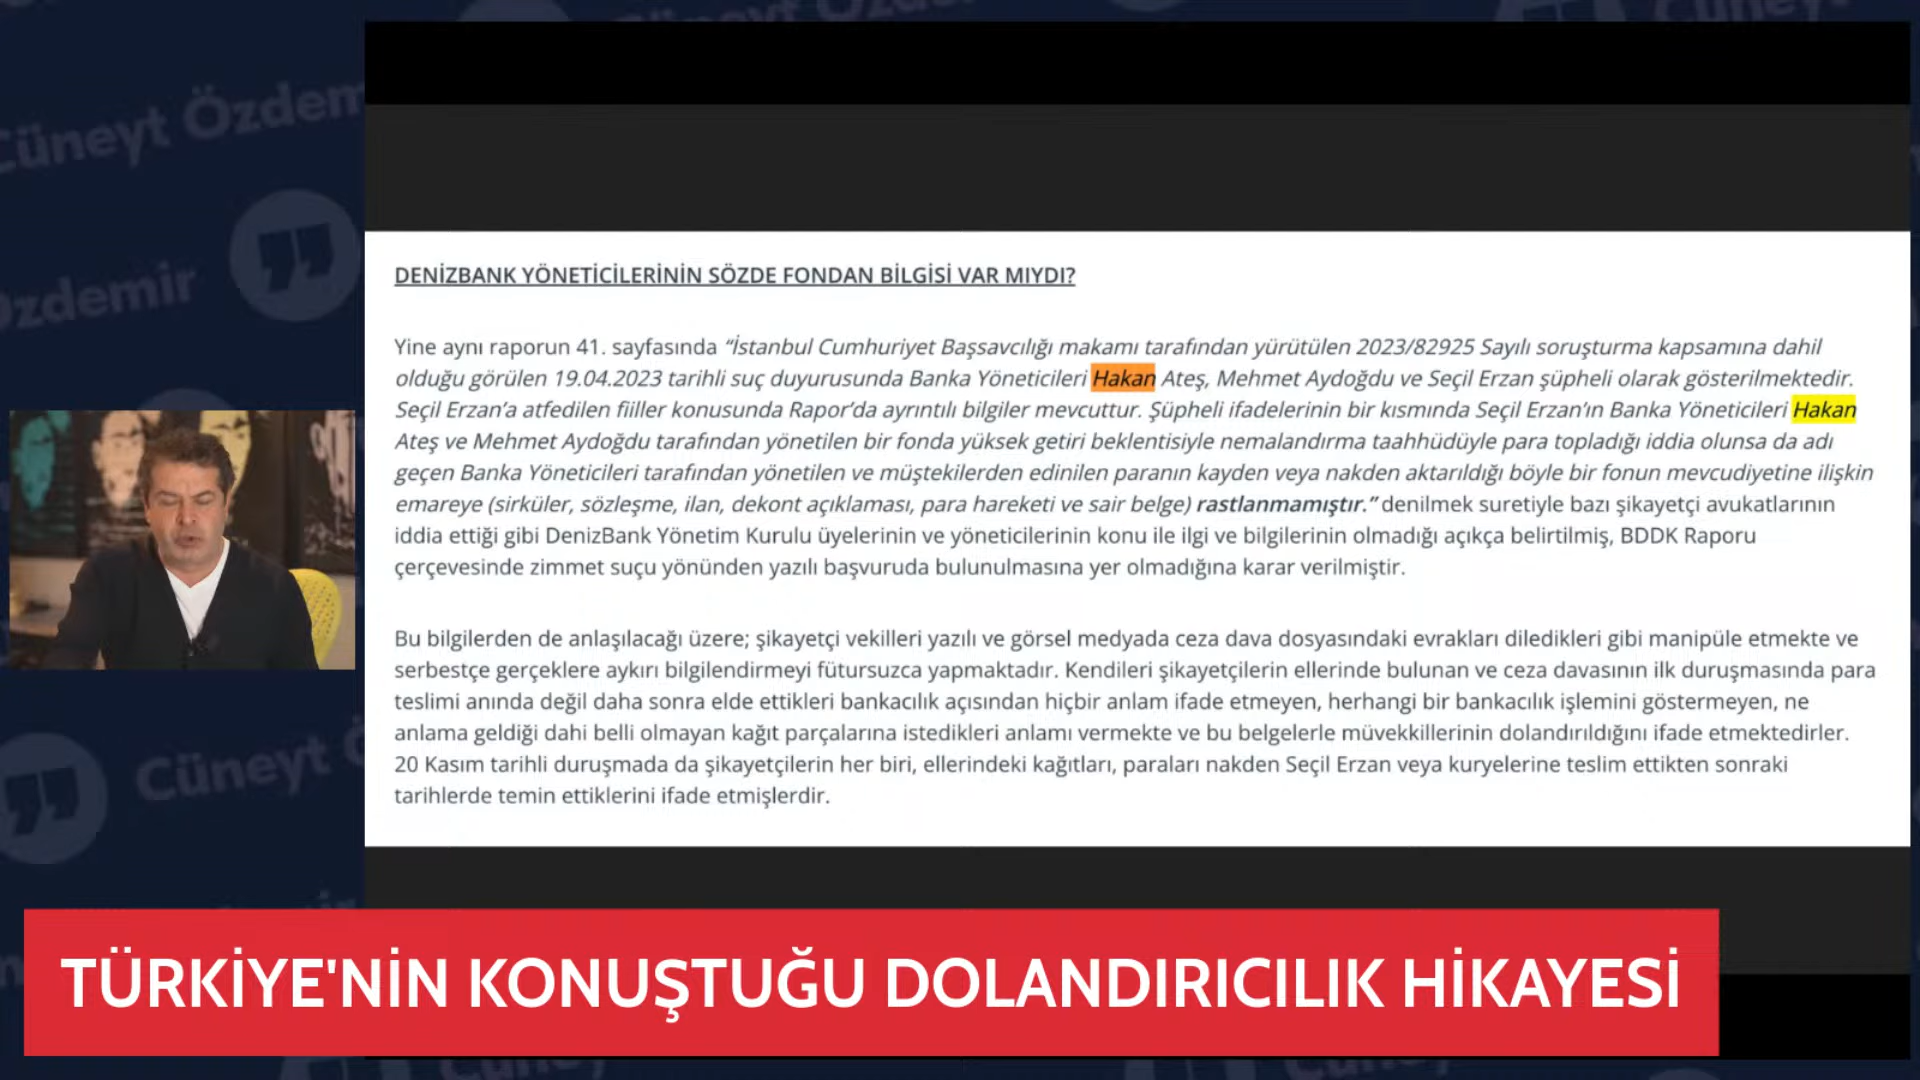 Cüneyt Özdemir
Özdemir
Cüneyt
DENİZBANK YÖNETİCİLERİNİN SÖZDE FONDAN BİLGİSİ VAR MIYDI?
Yine aynı raporun 41. sayfasında “İstanbul Cumhuriyet Başsavcılığı makamı tarafından yürütülen 2023/82925 Sayılı soruşturma kapsamına dahil
olduğu görülen 19.04.2023 tarihli suç duyurusunda Banka Yöneticileri Hakan Ateş, Mehmet Aydoğdu ve Seçil Erzan şüpheli olarak gösterilmektedir.
Seçil Erzan’a atfedilen fiiller konusunda Rapor’da ayrıntılı bilgiler mevcuttur. Şüpheli ifadelerinin bir kısmında Seçil Erzan’ın Banka Yöneticileri Hakan
Ateş ve Mehmet Aydoğdu tarafından yönetilen bir fonda yüksek getiri beklentisiyle nemalandırma taahhüdüyle para topladığı iddia olunsa da adı
geçen Banka Yöneticileri tarafından yönetilen ve müştekilerden edinilen paranın kayden veya nakden aktarıldığı böyle bir fonun mevcudiyetine ilişkin
emareye (sirküler, sözleşme, ilan, dekont açıklaması, para hareketi ve sair belge) rastlanmamıştır.” denilmek suretiyle bazı şikayetçi avukatlarının
iddia ettiği gibi DenizBank Yönetim Kurulu üyelerinin ve yöneticilerinin konu ile ilgi ve bilgilerinin olmadığı açıkça belirtilmiş, BDDK Raporu
çerçevesinde zimmet suçu yönünden yazılı başvuruda bulunulmasına yer olmadığına karar verilmiştir.
Bu bilgilerden de anlaşılacağı üzere; şikayetçi vekilleri yazılı ve görsel medyada ceza dava dosyasındaki evrakları diledikleri gibi manipüle etmekte ve
serbestçe gerçeklere aykırı bilgilendirmeyi fütursuzca yapmaktadır. Kendileri şikayetçilerin ellerinde bulunan ve ceza davasının ilk duruşmasında para
teslimi anında değil daha sonra elde ettikleri bankacılık açısından hiçbir anlam ifade etmeyen, herhangi bir bankacılık işlemini göstermeyen, ne
anlama geldiği dahi belli olmayan kağıt parçalarına istedikleri anlamı vermekte ve bu belgelerle müvekkillerinin dolandırıldığını ifade etmektedirler.
20 Kasım tarihli duruşmada da şikayetçilerin her biri, ellerindeki kağıtları, paraları nakden Seçil Erzan veya kuryelerine teslim ettikten sonraki
tarihlerde temin ettiklerini ifade etmişlerdir.
TÜRKİYE'NİN KONUŞTUĞU DOLANDIRICILIK HİKAYESİ